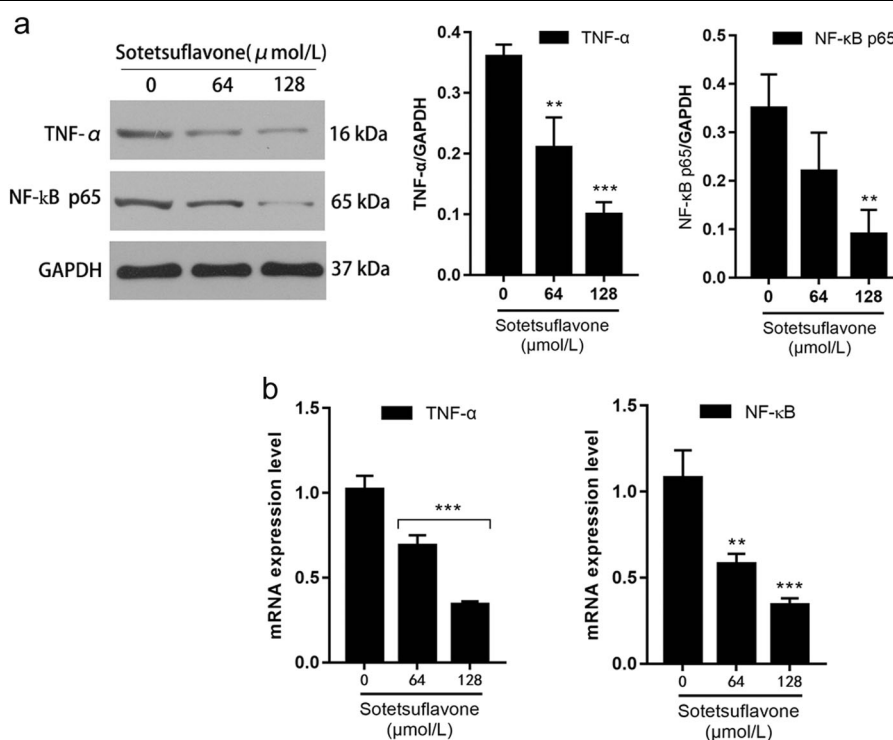 a
Sotetsuflavone(μmol/L)
0 64 128
TNF-α 16 kDa
NF-kB p65 65 kDa
GAPDH 37 kDa
TNF-α
TNF-α/GAPDH
0.4
0.3
0.2
0.1
0.0
**
***
0 64 128
Sotetsuflavone
(μmol/L)
NF-κB p65
NF-κB p65/GAPDH
0.5
0.4
0.3
0.2
0.1
0.0
**
0 64 128
Sotetsuflavone
(μmol/L)
b
TNF-α
mRNA expression level
1.5
1.0
0.5
0.0
***
0 64 128
Sotetsuflavone
(μmol/L)
NF-κB
mRNA expression level
1.5
1.0
0.5
0.0
**
***
0 64 128
Sotetsuflavone
(μmol/L)